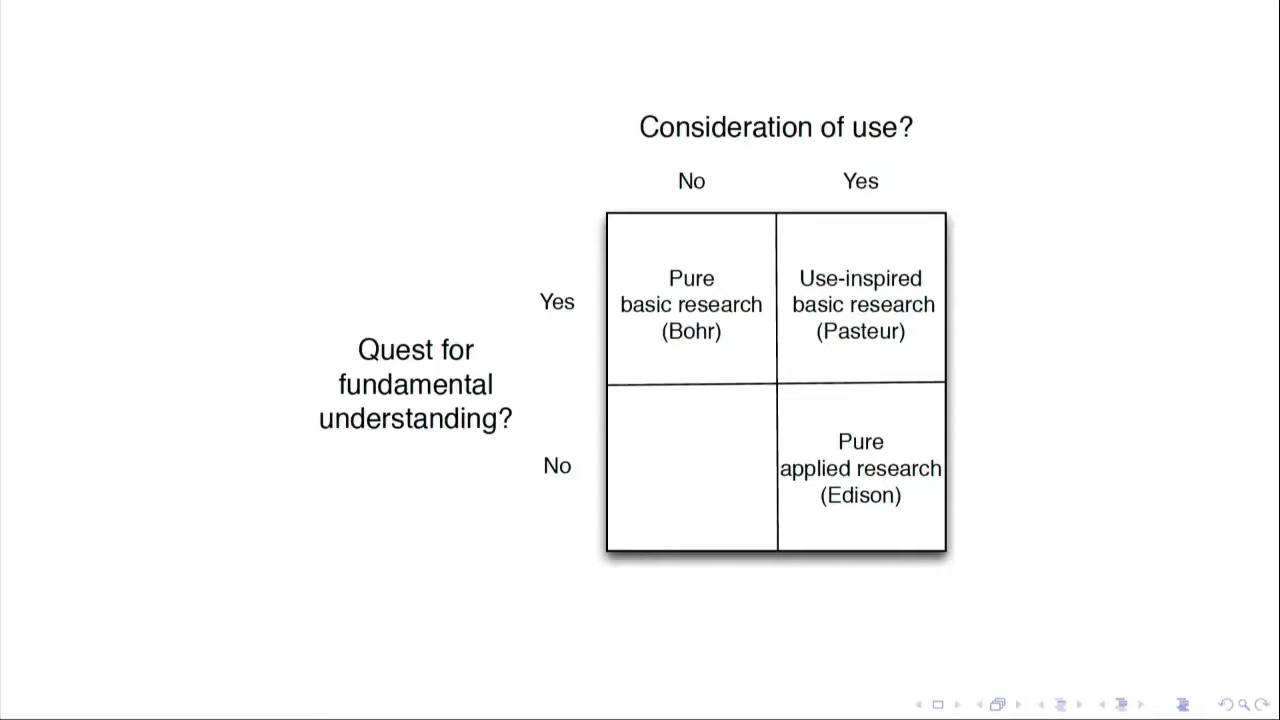 Consideration of use?
No
Yes
Yes
Pure
basic research
(Bohr)
Use-inspired
basic research
(Pasteur)
Quest for
fundamental
understanding?
No
Pure
applied research
(Edison)